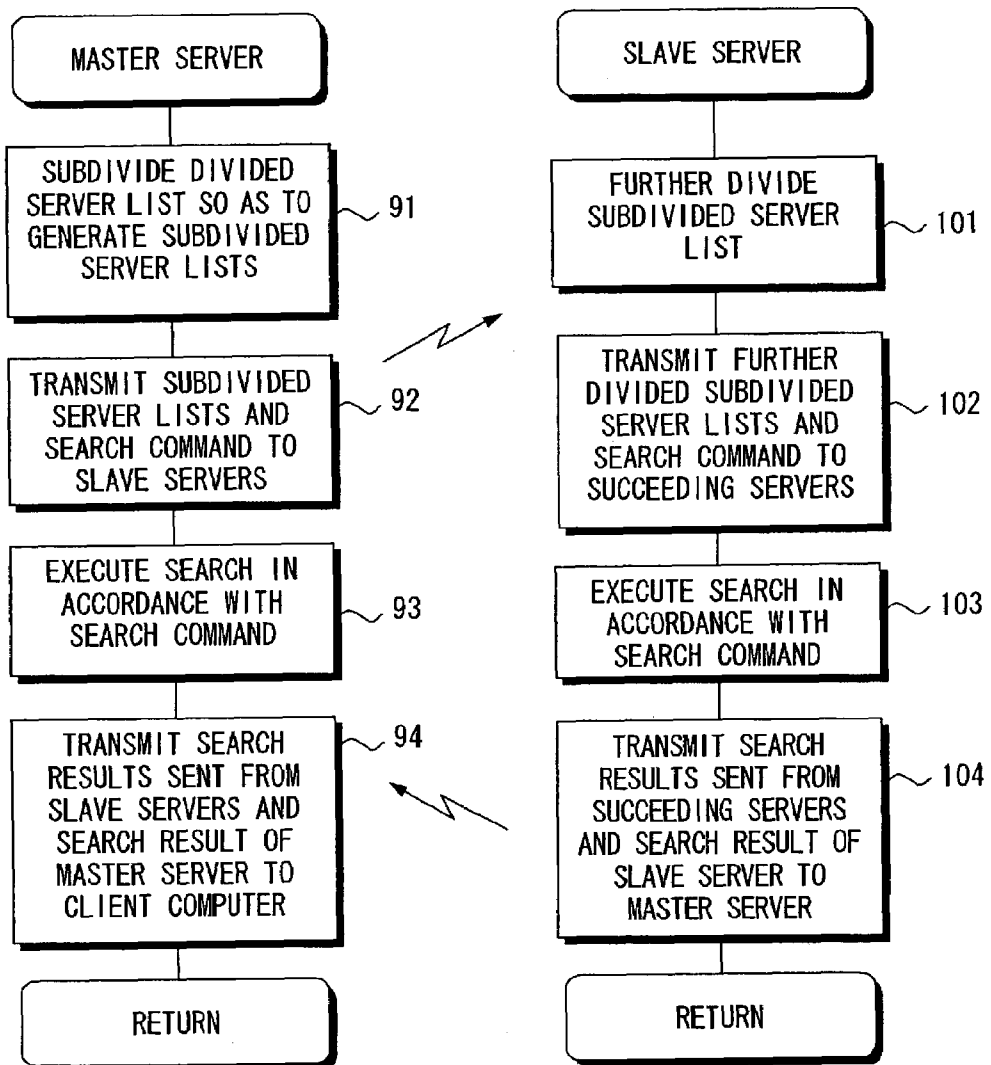 MASTER SERVER
SUBDIVIDE DIVIDED
SERVER LIST SO AS TO
GENERATE SUBDIVIDED
SERVER LISTS
91
TRANSMIT SUBDIVIDED
SERVER LISTS AND
SEARCH COMMAND TO
SLAVE SERVERS
92
EXECUTE SEARCH IN
ACCORDANCE WITH
SEARCH COMMAND
93
TRANSMIT SEARCH
RESULTS SENT FROM
SLAVE SERVERS AND
SEARCH RESULT OF
MASTER SERVER TO
CLIENT COMPUTER
94
RETURN
SLAVE SERVER
FURTHER DIVIDE
SUBDIVIDED SERVER
LIST
101
TRANSMIT FURTHER
DIVIDED SUBDIVIDED
SERVER LISTS AND
SEARCH COMMAND TO
SUCCEEDING SERVERS
102
EXECUTE SEARCH IN
ACCORDANCE WITH
SEARCH COMMAND
103
TRANSMIT SEARCH
RESULTS SENT FROM
SUCCEEDING SERVERS
AND SEARCH RESULT OF
SLAVE SERVER TO
MASTER SERVER
104
RETURN